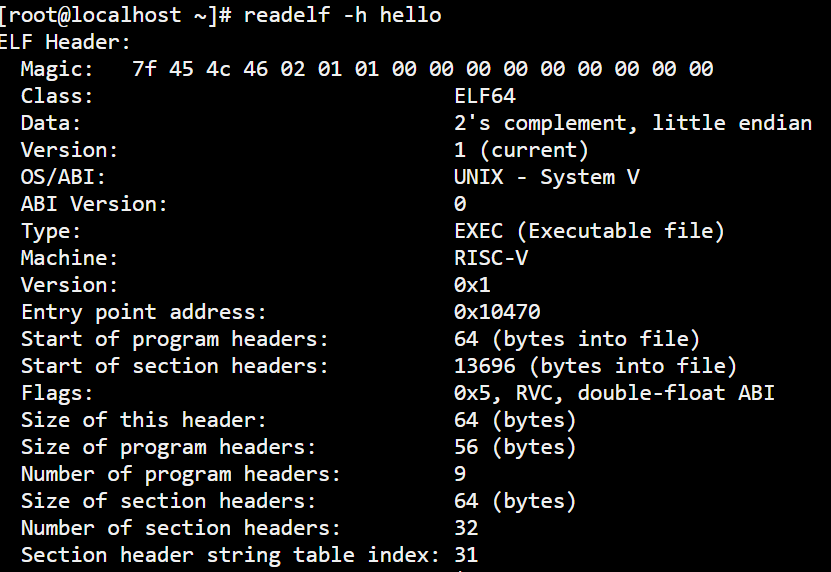 [root@localhost ~]# readelf -h hello
ELF Header:
  Magic:   7f 45 4c 46 02 01 01 00 00 00 00 00 00 00 00 00
  Class:                             ELF64
  Data:                              2's complement, little endian
  Version:                           1 (current)
  OS/ABI:                            UNIX - System V
  ABI Version:                       0
  Type:                              EXEC (Executable file)
  Machine:                           RISC-V
  Version:                           0x1
  Entry point address:               0x10470
  Start of program headers:          64 (bytes into file)
  Start of section headers:          13696 (bytes into file)
  Flags:                             0x5, RVC, double-float ABI
  Size of this header:               64 (bytes)
  Size of program headers:           56 (bytes)
  Number of program headers:         9
  Size of section headers:           64 (bytes)
  Number of section headers:         32
  Section header string table index: 31